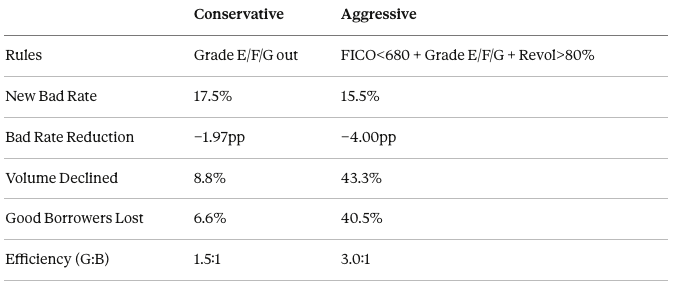 Conservative Aggressive
Rules Grade E/F/G out FICO<680 + Grade E/F/G + Revol>80%
New Bad Rate 17.5% 15.5%
Bad Rate Reduction −1.97pp −4.00pp
Volume Declined 8.8% 43.3%
Good Borrowers Lost 6.6% 40.5%
Efficiency (G:B) 1.5:1 3.0:1